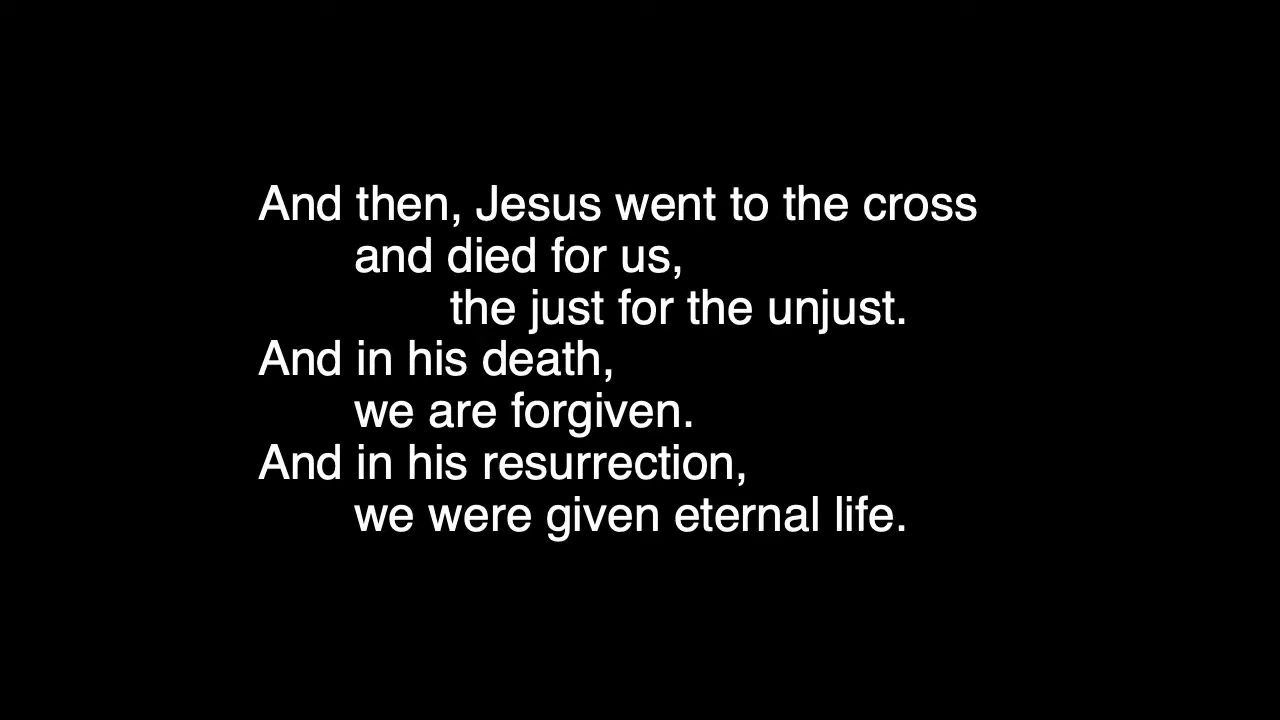 And then, Jesus went to the cross
and died for us,
the just for the unjust.
And in his death,
we are forgiven.
And in his resurrection,
we were given eternal life.